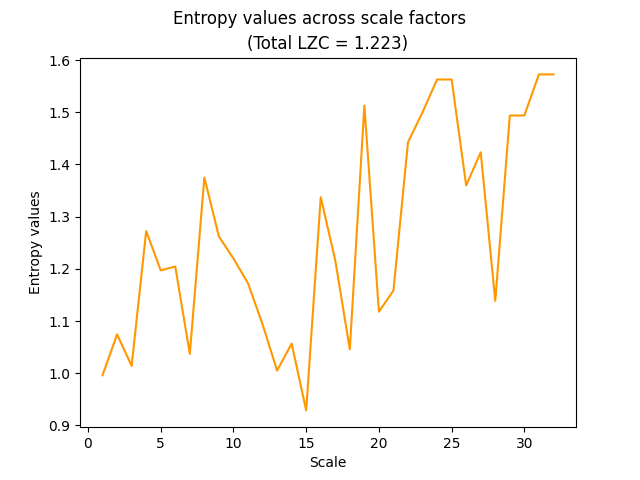 Entropy values across scale factors
(Total LZC = 1.223)
1.6
1.5
1.4
1.3
1.2
1.1
1.0
0.9
Entropy values
0 5 10 15 20 25 30
Scale